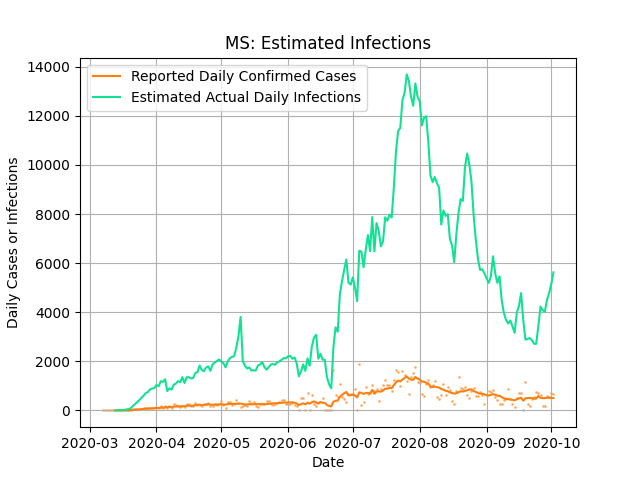 MS: Estimated Infections
Reported Daily Confirmed Cases
Estimated Actual Daily Infections
Daily Cases or Infections
14000
12000
10000
8000
6000
4000
2000
0
2020-03 2020-04 2020-05 2020-06 2020-07 2020-08 2020-09 2020-10
Date